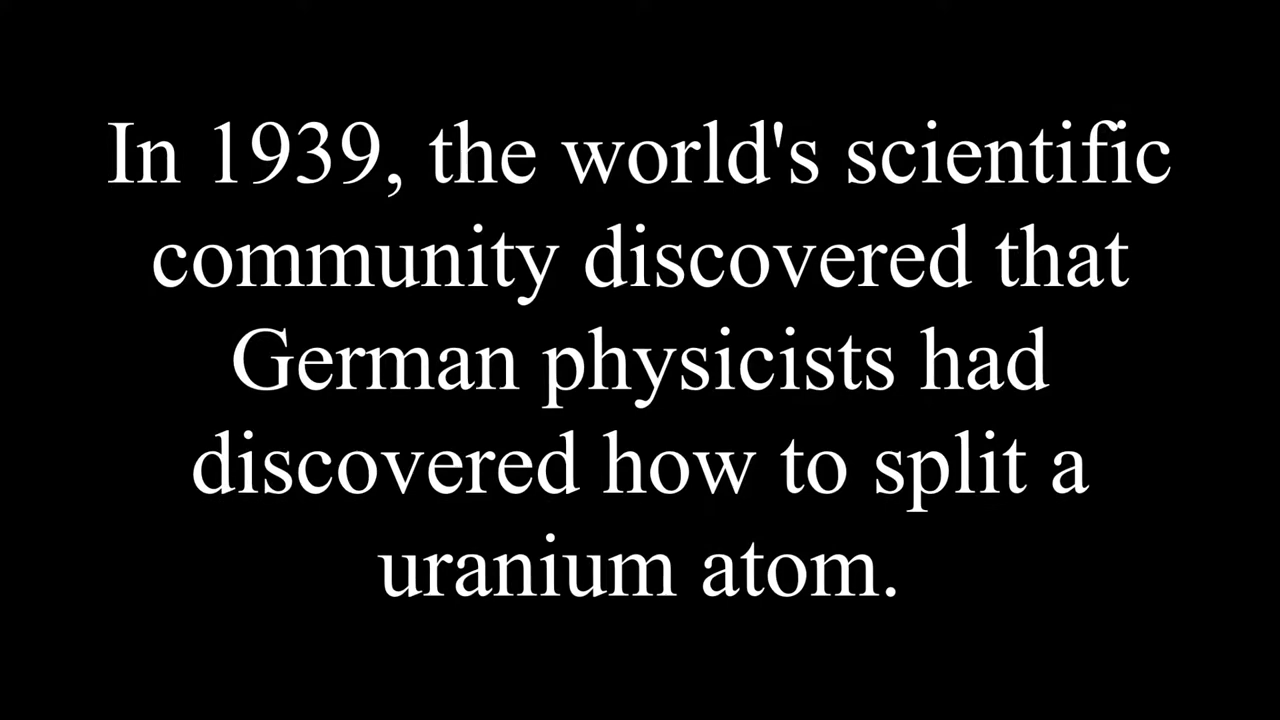 In 1939, the world's scientific
community discovered that
German physicists had
discovered how to split a
uranium atom.